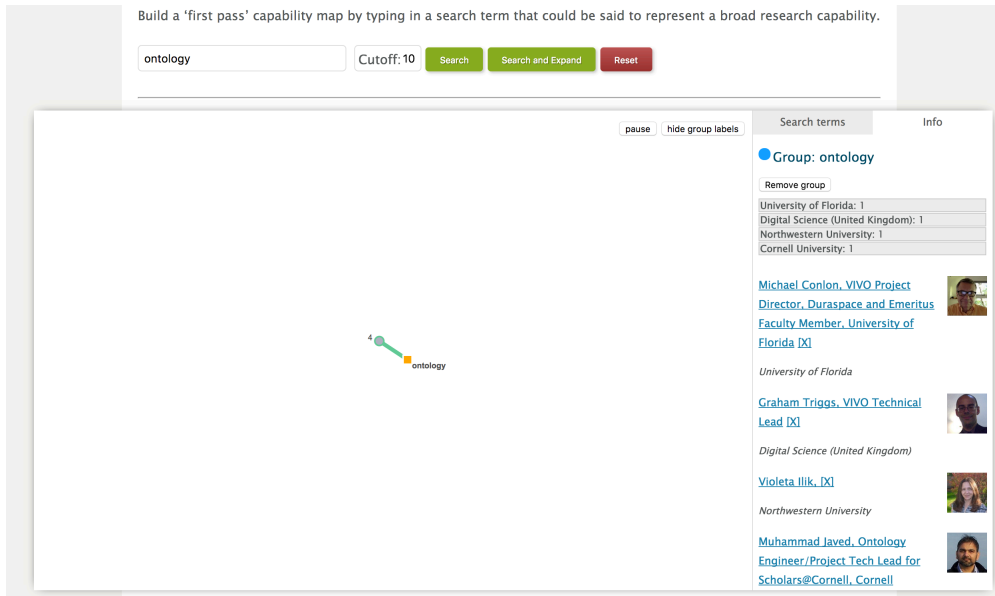 Build a ‘first pass’ capability map by typing in a search term that could be said to represent a broad research capability.
ontology
Cutoff: 10
Search
Search and Expand
Reset
pause
hide group labels
Search terms
Info
Group: ontology
Remove group
University of Florida: 1
Digital Science (United Kingdom): 1
Northwestern University: 1
Cornell University: 1
Michael Conlon, VIVO Project
Director, Duraspace and Emeritus
Faculty Member, University of
Florida [X]
University of Florida
4
ontology
Graham Triggs, VIVO Technical
Lead [X]
Digital Science (United Kingdom)
Violeta Ilik, [X]
Northwestern University
Muhammad Javed, Ontology
Engineer/Project Tech Lead for
Scholars@Cornell, Cornell